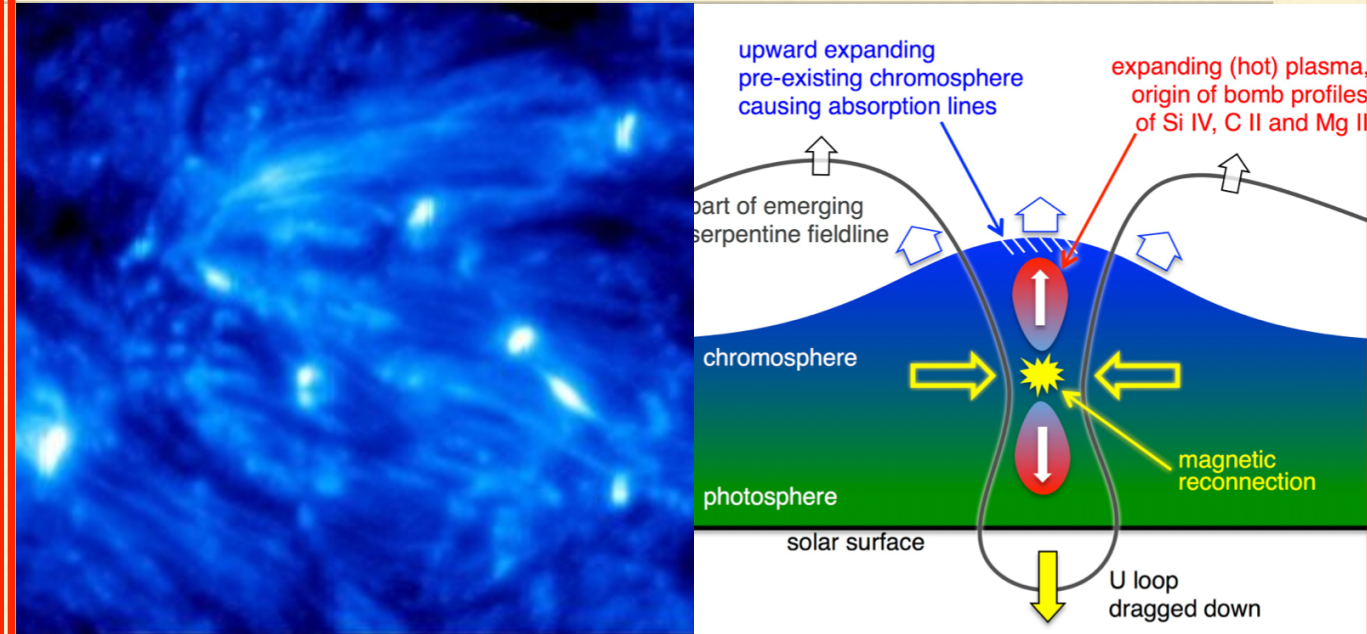 upward expanding
pre-existing chromosphere
causing absorption lines
expanding (hot) plasma,
origin of bomb profiles
of Si IV, C II and Mg II
part of emerging
serpentine fieldline
chromosphere
magnetic
reconnection
photosphere
solar surface
U loop
dragged down